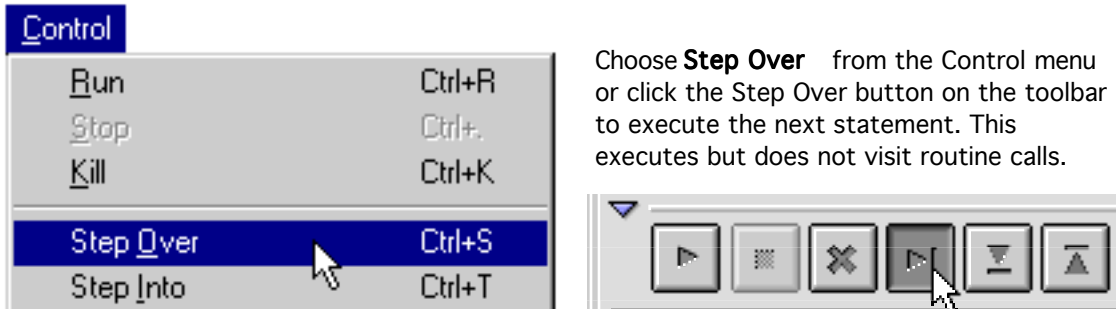 Control
Run Ctrl+R
Stop Ctrl+.
Kill Ctrl+K
Step Over Ctrl+S
Step Into Ctrl+T
Choose Step Over from the Control menu
or click the Step Over button on the toolbar
to execute the next statement. This
executes but does not visit routine calls.